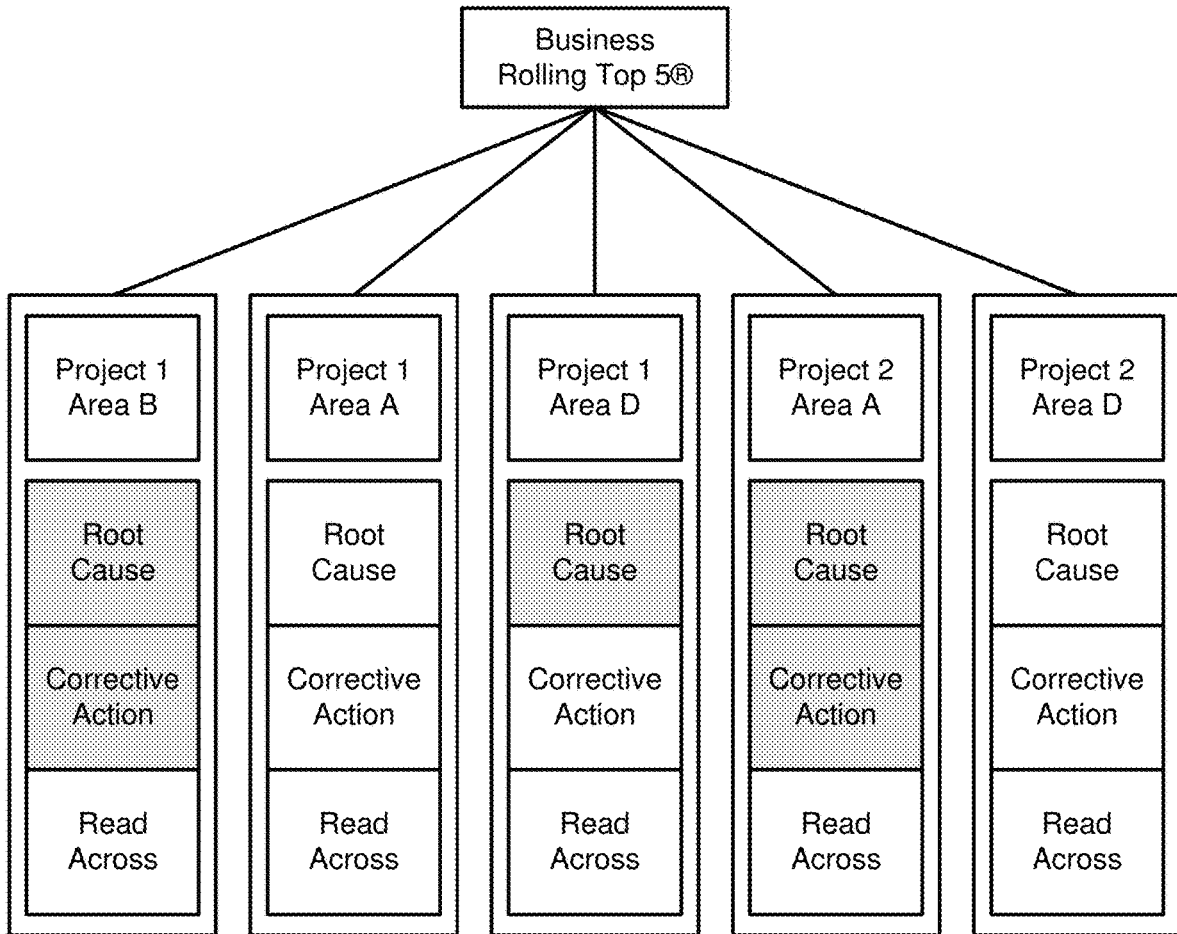 Business
Rolling Top 5®
Project 1
Area B
Project 1
Area A
Project 1
Area D
Project 2
Area A
Project 2
Area D
Root
Cause
Root
Cause
Root
Cause
Root
Cause
Root
Cause
Corrective
Action
Corrective
Action
Corrective
Action
Corrective
Action
Corrective
Action
Read
Across
Read
Across
Read
Across
Read
Across
Read
Across